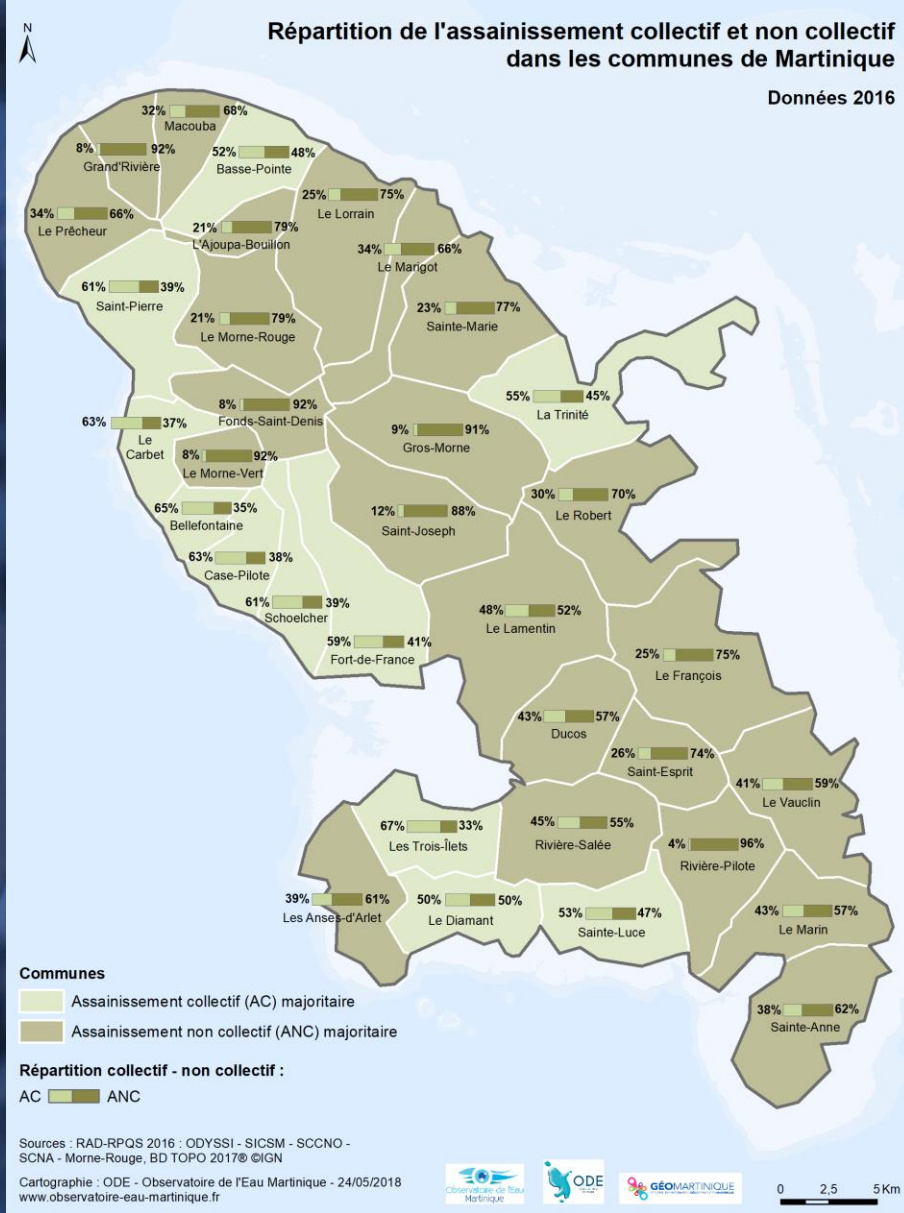 N
Répartition de l'assainissement collectif et non collectif
dans les communes de Martinique
Données 2016
32% 68%
Macouba
8% 92%
Grand'Rivière
52% 48%
Basse-Pointe
25% 75%
Le Lorrain
34% 66%
Le Prêcheur
21% 79%
L'Ajoupa-Bouillon
34% 66%
Le Marigot
61% 39%
Saint-Pierre
21% 79%
Le Morne-Rouge
23% 77%
Sainte-Marie
55% 45%
La Trinité
8% 92%
Fonds-Saint-Denis
63% 37%
Le
Carbet
9% 91%
Gros-Morne
8% 92%
Le Morne-Vert
30% 70%
Le Robert
65% 35%
Bellefontaine
12% 88%
Saint-Joseph
63% 38%
Case-Pilote
61% 39%
Schoelcher
48% 52%
Le Lamentin
59% 41%
Fort-de-France
25% 75%
Le François
43% 57%
Ducos
26% 74%
Saint-Esprit
41% 59%
Le Vauclin
67% 33%
Les Trois-Îlets
45% 55%
Rivière-Salée
4% 96%
Rivière-Pilote
39% 61%
Les Anses-d'Arlet
50% 50%
Le Diamant
53% 47%
Sainte-Luce
43% 57%
Le Marin
38% 62%
Sainte-Anne
Communes
Assainissement collectif (AC) majoritaire
Assainissement non collectif (ANC) majoritaire
Répartition collectif - non collectif :
AC ANC
Sources : RAD-RPQS 2016 : ODYSSI - SICSM - SCCNO -
SCNA - Morne-Rouge, BD TOPO 2017® ©IGN
Cartographie : ODE - Observatoire de l'Eau Martinique - 24/05/2018
www.observatoire-eau-martinique.fr
Observatoire de l'Eau
Martinique
ODE
GÉOMARTINIQUE
0 2,5 5 Km